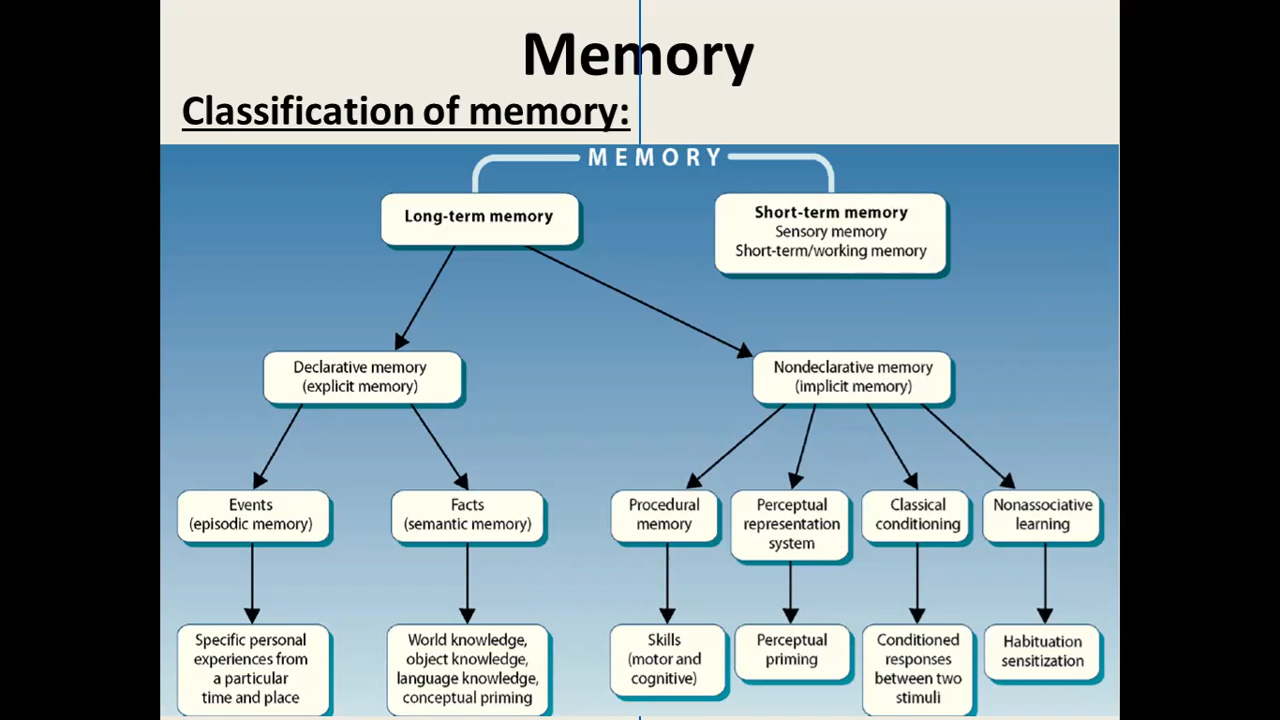 Memory
Classification of memory:
MEMORY
Long-term memory
Short-term memory
Sensory memory
Short-term/working memory
Declarative memory
(explicit memory)
Nondeclarative memory
(implicit memory)
Events
(episodic memory)
Facts
(semantic memory)
Procedural
memory
Perceptual
representation
system
Classical
conditioning
Nonassociative
learning
Specific personal
experiences from
a particular
time and place
World knowledge,
object knowledge,
language knowledge,
conceptual priming
Skills
(motor and
cognitive)
Perceptual
priming
Conditioned
responses
between two
stimuli
Habituation
sensitization